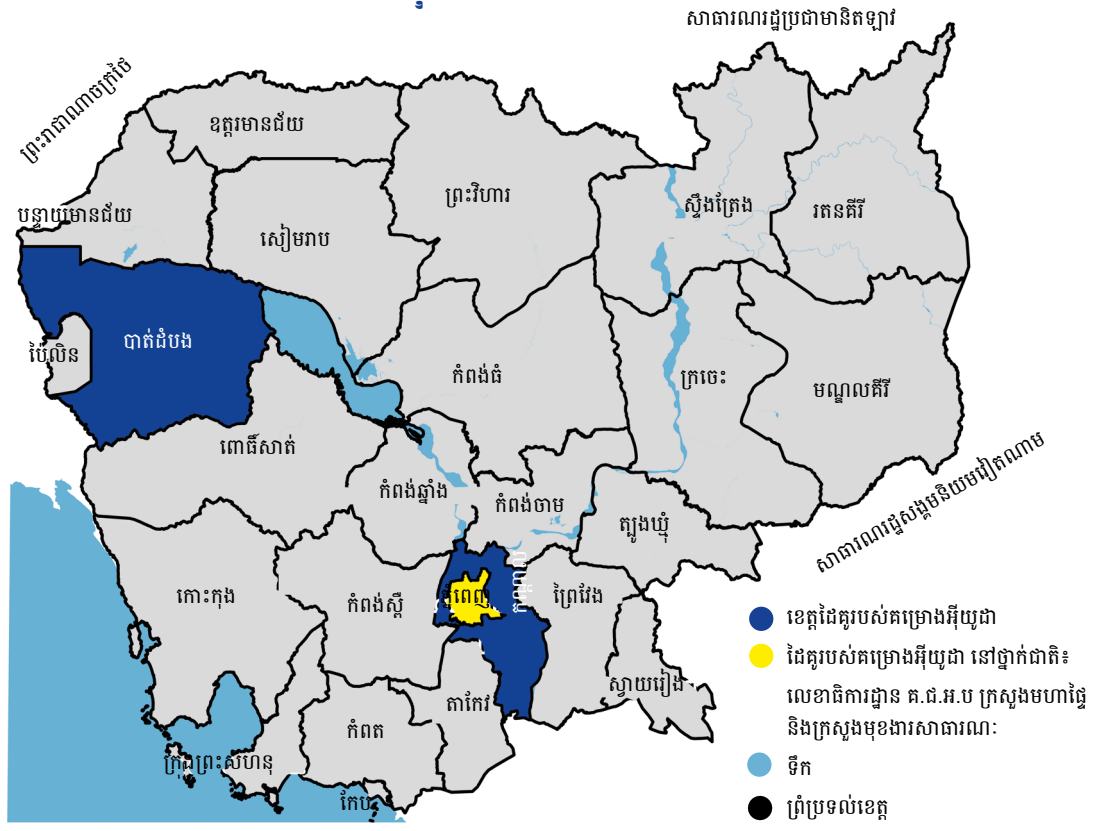 សាធារណរដ្ឋប្រជាមានិតឡាវ
ព្រះរាជាណាចក្រថៃ
ឧត្តរមានជ័យ
ព្រះវិហារ
ស្ទឹងត្រែង
រតនគីរី
បន្ទាយមានជ័យ
សៀមរាប
បាត់ដំបង
ប៉ៃលិន
កំពង់ធំ
ក្រចេះ
មណ្ឌលគីរី
ពោធិ៍សាត់
កំពង់ឆ្នាំង
កំពង់ចាម
ត្បូងឃ្មុំ
សាធារណរដ្ឋសង្គមនិយមវៀតណាម
កោះកុង
កំពង់ស្ពឺ
ភ្នំពេញ
កណ្តាល
ព្រៃវែង
ស្វាយរៀង
តាកែវ
កំពត
ក្រុងព្រះសីហនុ
កែប
ខេត្តដៃគូរបស់គម្រោងអ៊ីយូដា
ដៃគូរបស់គម្រោងអ៊ីយូដា នៅថ្នាក់ជាតិ៖
លេខាធិការដ្ឋាន គ.ជ.អ.ប ក្រសួងមហាផ្ទៃ
និងក្រសួងមុខងារសាធារណៈ
ទឹក
ព្រំប្រទល់ខេត្ត